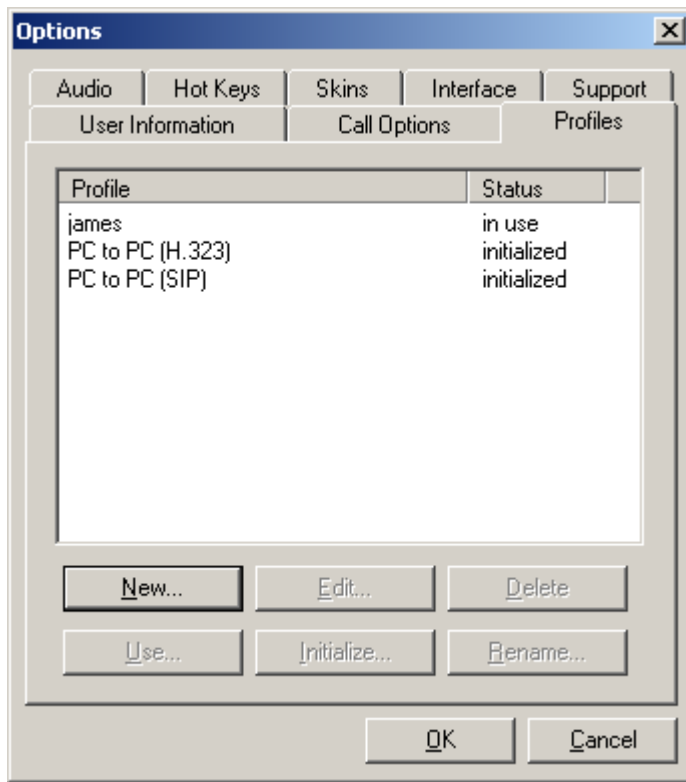 Options
Audio Hot Keys Skins Interface Support
User Information Call Options Profiles
Profile Status
james in use
PC to PC (H.323) initialized
PC to PC (SIP) initialized
New... Edit... Delete
Use... Initialize... Rename...
OK Cancel